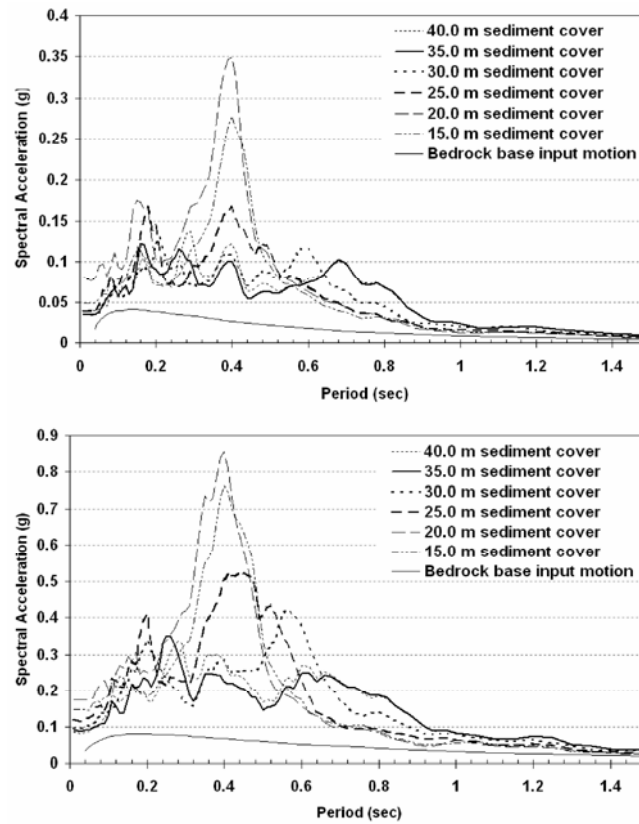 0.4
0.35
0.3
0.25
0.2
0.15
0.1
0.05
0
Spectral Acceleration (g)
40.0 m sediment cover
35.0 m sediment cover
30.0 m sediment cover
25.0 m sediment cover
20.0 m sediment cover
15.0 m sediment cover
Bedrock base input motion
0 0.2 0.4 0.6 0.8 1 1.2 1.4
Period (sec)
0.9
0.8
0.7
0.6
0.5
0.4
0.3
0.2
0.1
0
Spectral Acceleration (g)
40.0 m sediment cover
35.0 m sediment cover
30.0 m sediment cover
25.0 m sediment cover
20.0 m sediment cover
15.0 m sediment cover
Bedrock base input motion
0 0.2 0.4 0.6 0.8 1 1.2 1.4
Period (sec)